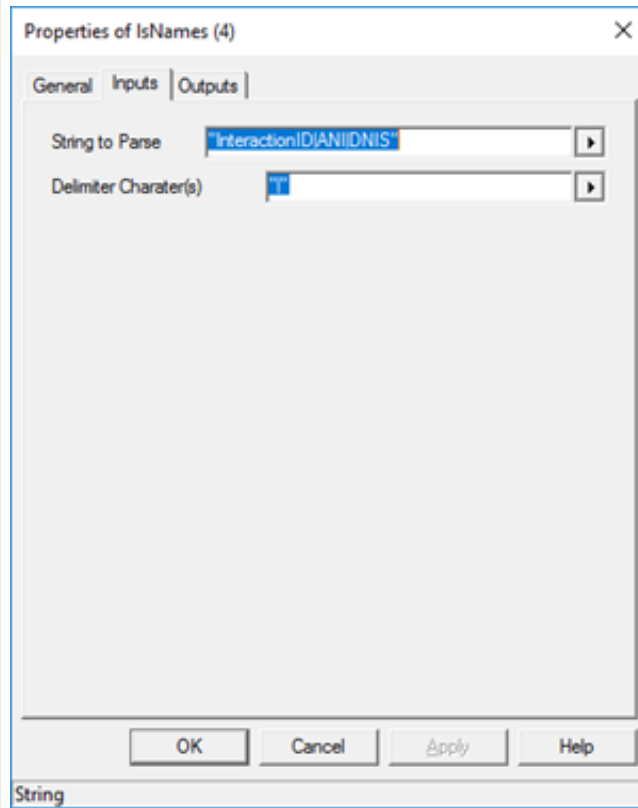 Properties of IsNames (4)
General Inputs Outputs
String to Parse "InteractionID|ANI|DNIS"
Delimiter Charater(s) "|"
OK Cancel Apply Help
String